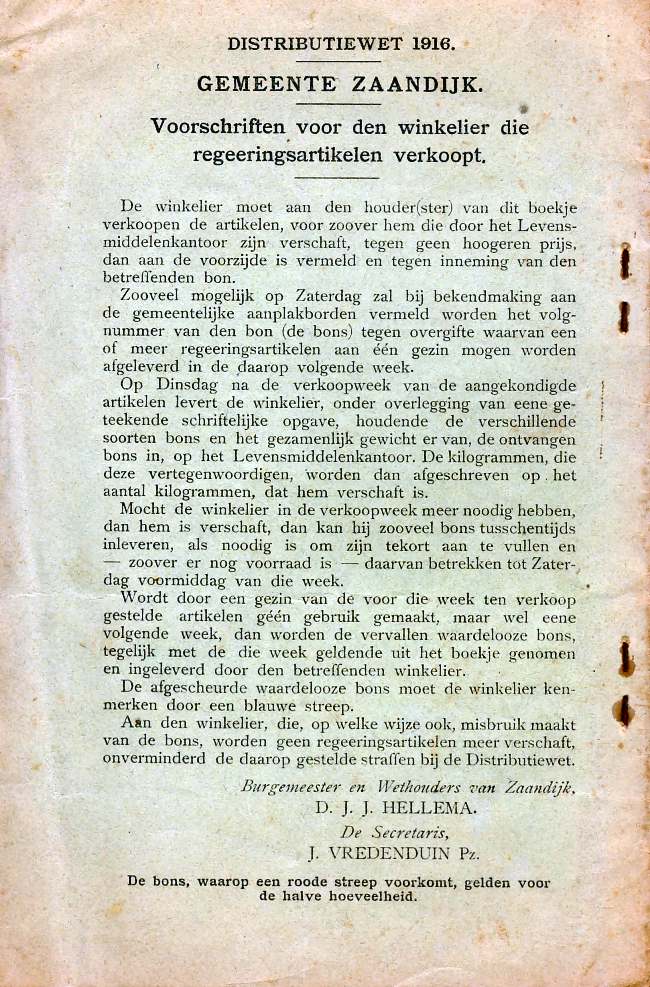 DISTRIBUTIEWET 1916.
GEMEENTE ZAANDIJK.
Voorschriften voor den winkelier die
regeeringsartikelen verkoopt.
De winkelier moet aan den houder(ster) van dit boekje
verkoopen de artikelen, voor zoover hem die door het Levens-
middelenkantoor zijn verschaft, tegen geen hoogeren prijs,
dan aan de voorzijde is vermeld en tegen inneming van den
betreffenden bon.
Zooveel mogelijk op Zaterdag zal bij bekendmaking aan
de gemeentelijke aanplakborden vermeld worden het volg-
nummer van den bon (de bons) tegen overgifte waarvan een
of meer regeeringsartikelen aan één gezin mogen worden
afgeleverd in de daarop volgende week.
Op Dinsdag na de verkoopweek van de aangekondigde
artikelen levert de winkelier, onder overlegging van eene ge-
teekende schriftelijke opgave, houdende de verschillende
soorten bons en het gezamenlijk gewicht er van, de ontvangen
bons in, op het Levensmiddelenkantoor. De kilogrammen, die
deze vertegenwoordigen, worden dan afgeschreven op het
aantal kilogrammen, dat hem verschaft is.
Mocht de winkelier in de verkoopweek meer noodig hebben,
dan hem is verschaft, dan kan hij zooveel bons tusschentijds
inleveren, als noodig is om zijn tekort aan te vullen en
— zoover er nog voorraad is — daarvan betrekken tot Zater-
dag voormiddag van die week.
Wordt door een gezin van de voor die week ten verkoop
gestelde artikelen géén gebruik gemaakt, maar wel eene
volgende week, dan worden de vervallen waardelooze bons,
tegelijk met de die week geldende uit het boekje genomen
en ingeleverd door den betreffenden winkelier.
De afgescheurde waardelooze bons moet de winkelier ken-
merken door een blauwe streep.
Aan den winkelier, die, op welke wijze ook, misbruik maakt
van de bons, worden geen regeeringsartikelen meer verschaft,
onverminderd de daarop gestelde straffen bij de Distributiewet.
Burgemeester en Wethouders van Zaandijk,
D. J. J. HELLEMA.
De Secretaris,
J. VREDENDUIN Pz.
De bons, waarop een roode streep voorkomt, gelden voor
de halve hoeveelheid.